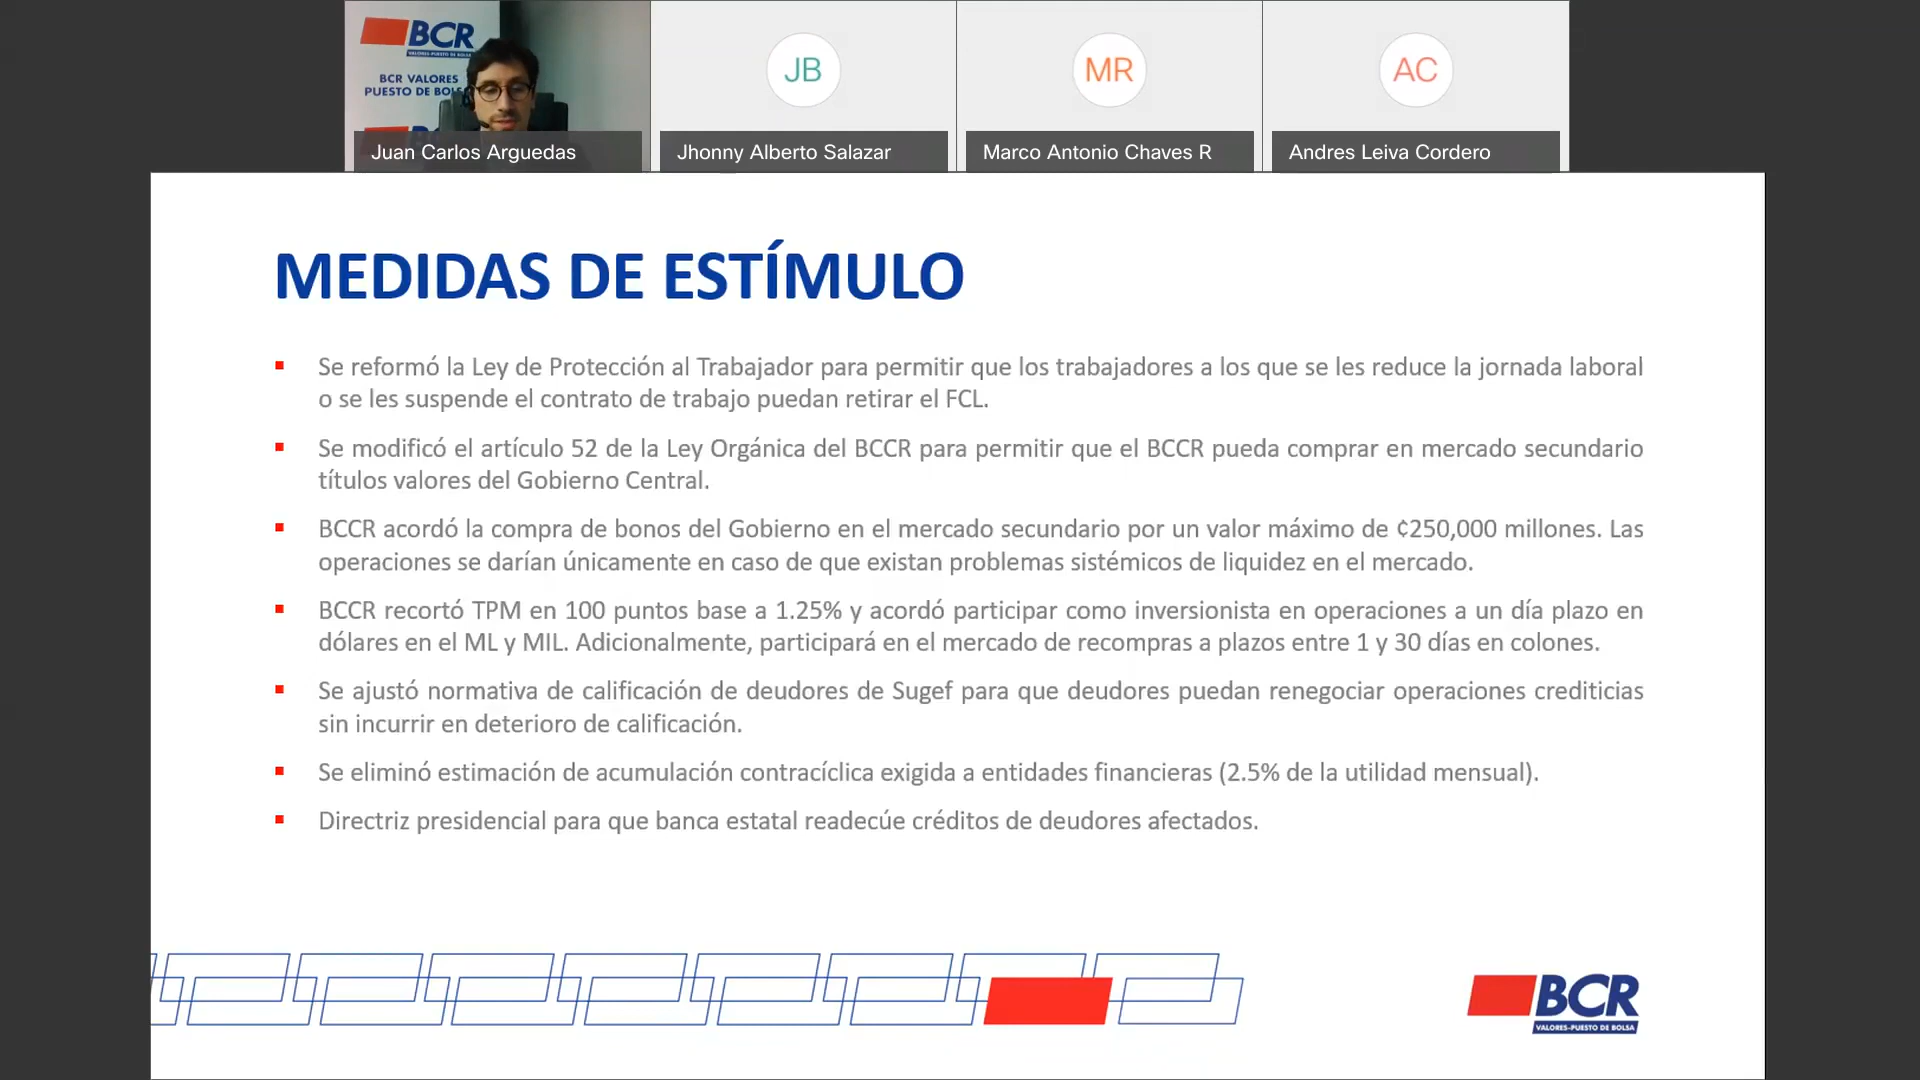 BCR
VALORES-PUESTO DE BOLSA
BCR VALORES
PUESTO DE BOLS
JB
MR
AC
Juan Carlos Arguedas
Jhonny Alberto Salazar
Marco Antonio Chaves R
Andres Leiva Cordero
MEDIDAS DE ESTÍMULO
▪ Se reformó la Ley de Protección al Trabajador para permitir que los trabajadores a los que se les reduce la jornada laboral
o se les suspende el contrato de trabajo puedan retirar el FCL.
▪ Se modificó el artículo 52 de la Ley Orgánica del BCCR para permitir que el BCCR pueda comprar en mercado secundario
títulos valores del Gobierno Central.
▪ BCCR acordó la compra de bonos del Gobierno en el mercado secundario por un valor máximo de ¢250,000 millones. Las
operaciones se darían únicamente en caso de que existan problemas sistémicos de liquidez en el mercado.
▪ BCCR recortó TPM en 100 puntos base a 1.25% y acordó participar como inversionista en operaciones a un día plazo en
dólares en el ML y MIL. Adicionalmente, participará en el mercado de recompras a plazos entre 1 y 30 días en colones.
▪ Se ajustó normativa de calificación de deudores de Sugef para que deudores puedan renegociar operaciones crediticias
sin incurrir en deterioro de calificación.
▪ Se eliminó estimación de acumulación contracíclica exigida a entidades financieras (2.5% de la utilidad mensual).
▪ Directriz presidencial para que banca estatal readecúe créditos de deudores afectados.
BCR
VALORES-PUESTO DE BOLSA